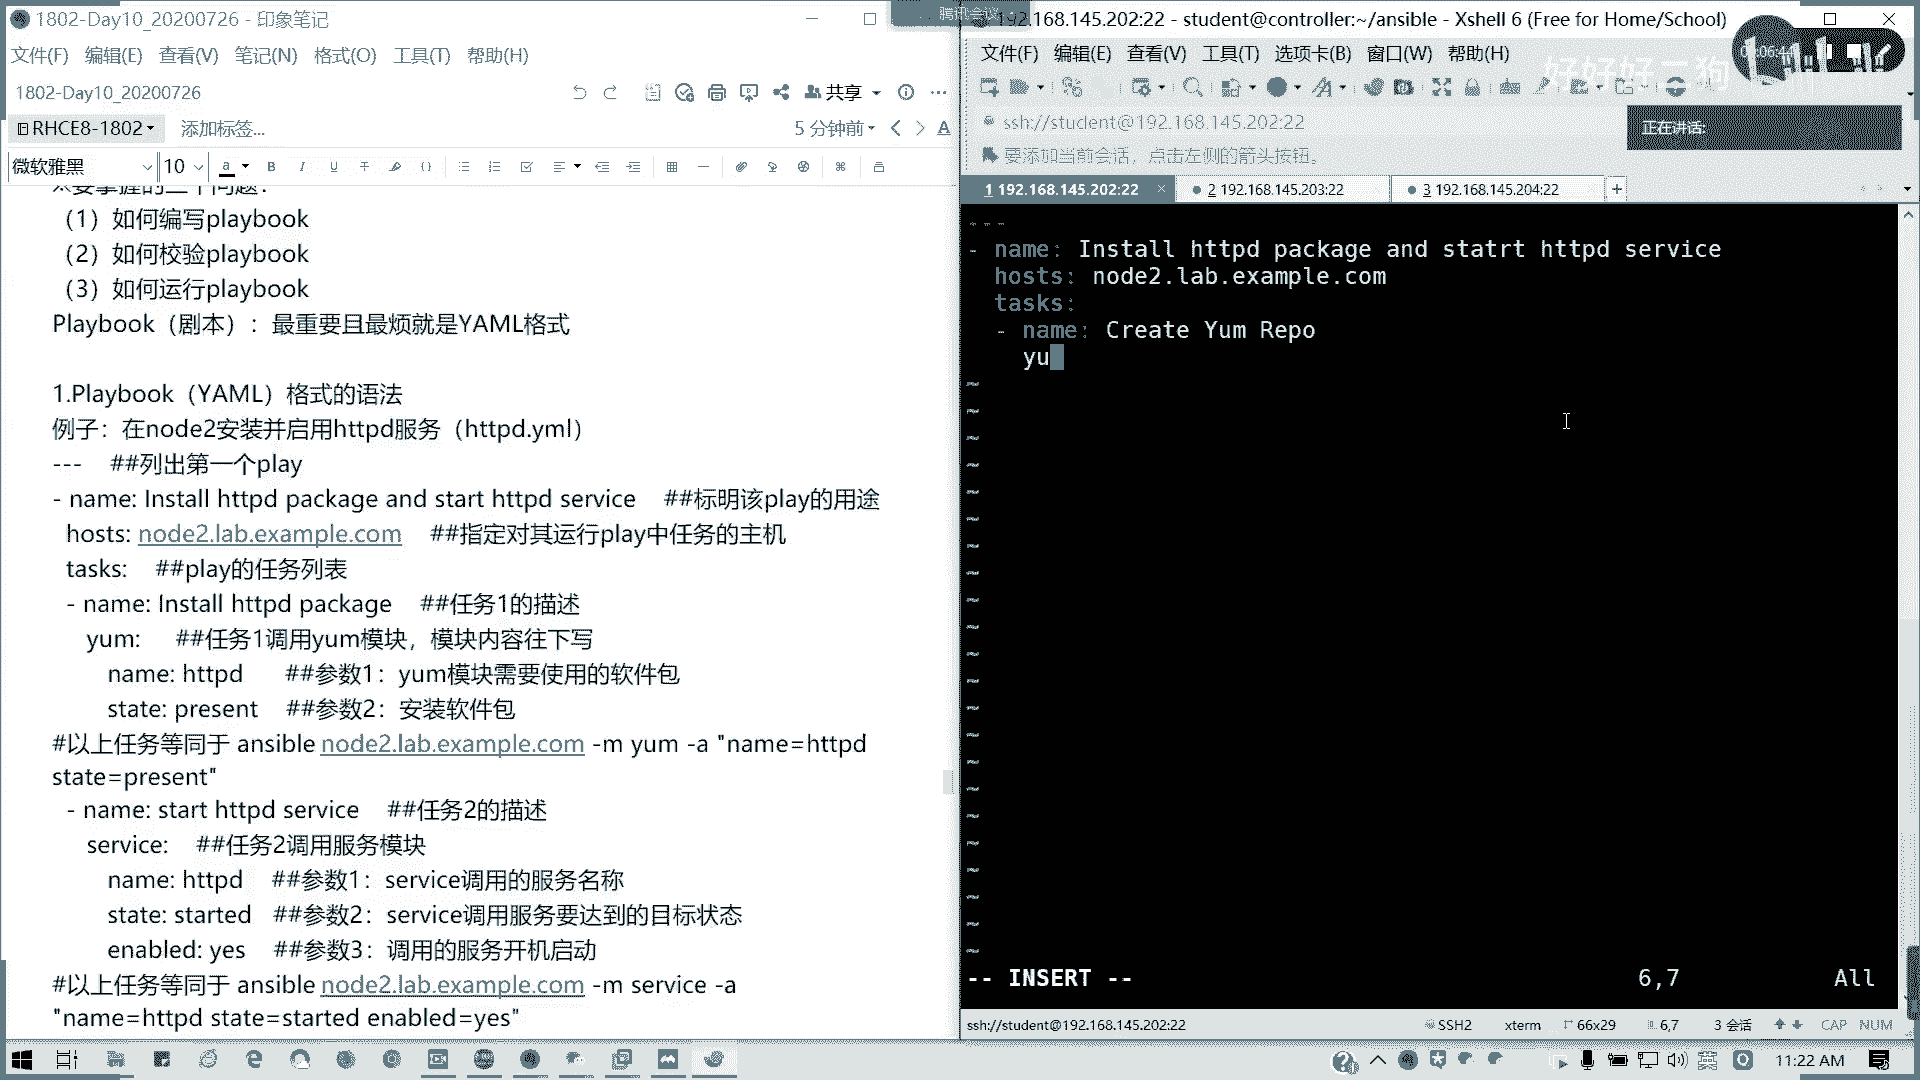 1802-Day10_20200726 - 印象笔记
文件(F) 编辑(E) 查看(V) 笔记(N) 格式(O) 工具(T) 帮助(H)
1802-Day10_20200726
共享
RHCE8-1802
添加标签...
5 分钟前
微软雅黑
10
(1）如何编写playbook
(2）如何校验playbook
(3）如何运行playbook
Playbook（剧本）：最重要且最烦就是YAML格式
1.Playbook（YAML）格式的语法
例子：在node2安装并启用httpd服务（httpd.yml）
--- ##列出第一个play
- name: Install httpd package and start httpd service ##标明该play的用途
hosts: node2.lab.example.com ##指定对其运行play中任务的主机
tasks: ##play的任务列表
- name: Install httpd package ##任务1的描述
yum: ##任务1调用yum模块，模块内容往下写
name: httpd ##参数1：yum模块需要使用的软件包
state: present ##参数2：安装软件包
#以上任务等同于 ansible node2.lab.example.com -m yum -a "name=httpd
state=present"
- name: start httpd service ##任务2的描述
service: ##任务2调用服务模块
name: httpd ##参数1：service调用的服务名称
state: started ##参数2：service调用服务要达到的目标状态
enabled: yes ##参数3：调用的服务开机启动
#以上任务等同于 ansible node2.lab.example.com -m service -a
"name=httpd state=started enabled=yes"
腾讯会议
192.168.145.202:22 - student@controller:~/ansible - Xshell 6 (Free for Home/School)
文件(F) 编辑(E) 查看(V) 工具(T) 选项卡(B) 窗口(W) 帮助(H)
好好好二狗
ssh://student@192.168.145.202:22
正在讲话:
要添加当前会话，点击左侧的箭头按钮。
1 192.168.145.202:22
2 192.168.145.203:22
3 192.168.145.204:22
---
- name: Install httpd package and statrt httpd service
hosts: node2.lab.example.com
tasks:
- name: Create Yum Repo
yu
-- INSERT -- 6,7 All
ssh://student@192.168.145.202:22 SSH2 xterm 66x29 6,7 3 会话 CAP NUM
英
11:22 AM